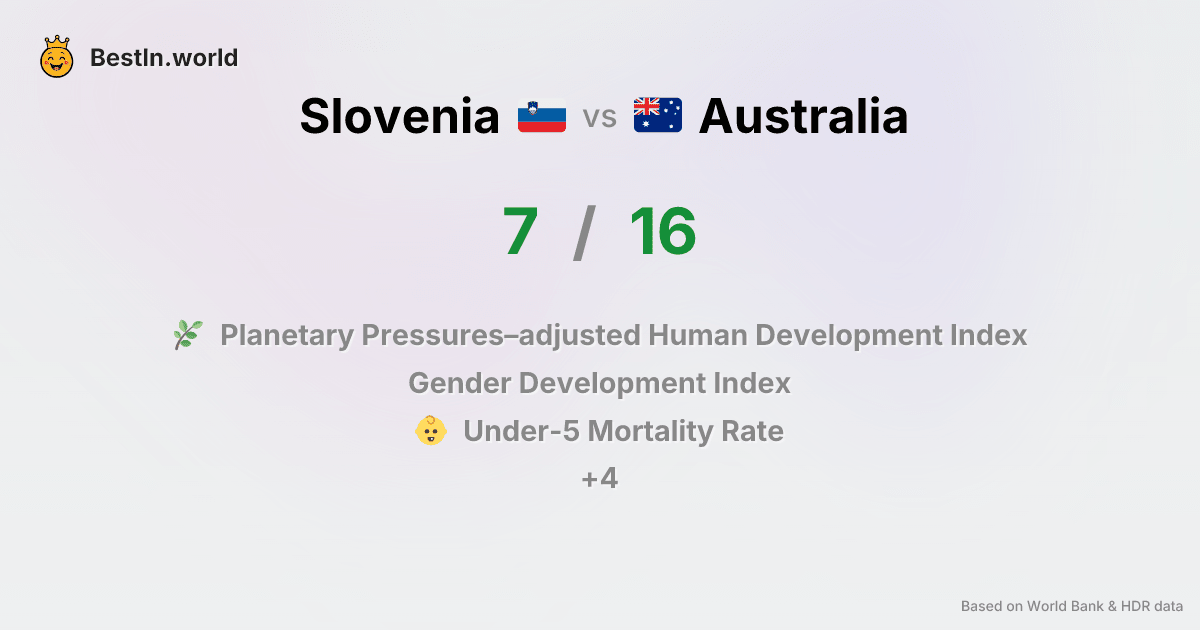 BestIn.world
Slovenia vs Australia
7 / 16
Planetary Pressures–adjusted Human Development Index
Gender Development Index
Under-5 Mortality Rate
+4
Based on World Bank & HDR data